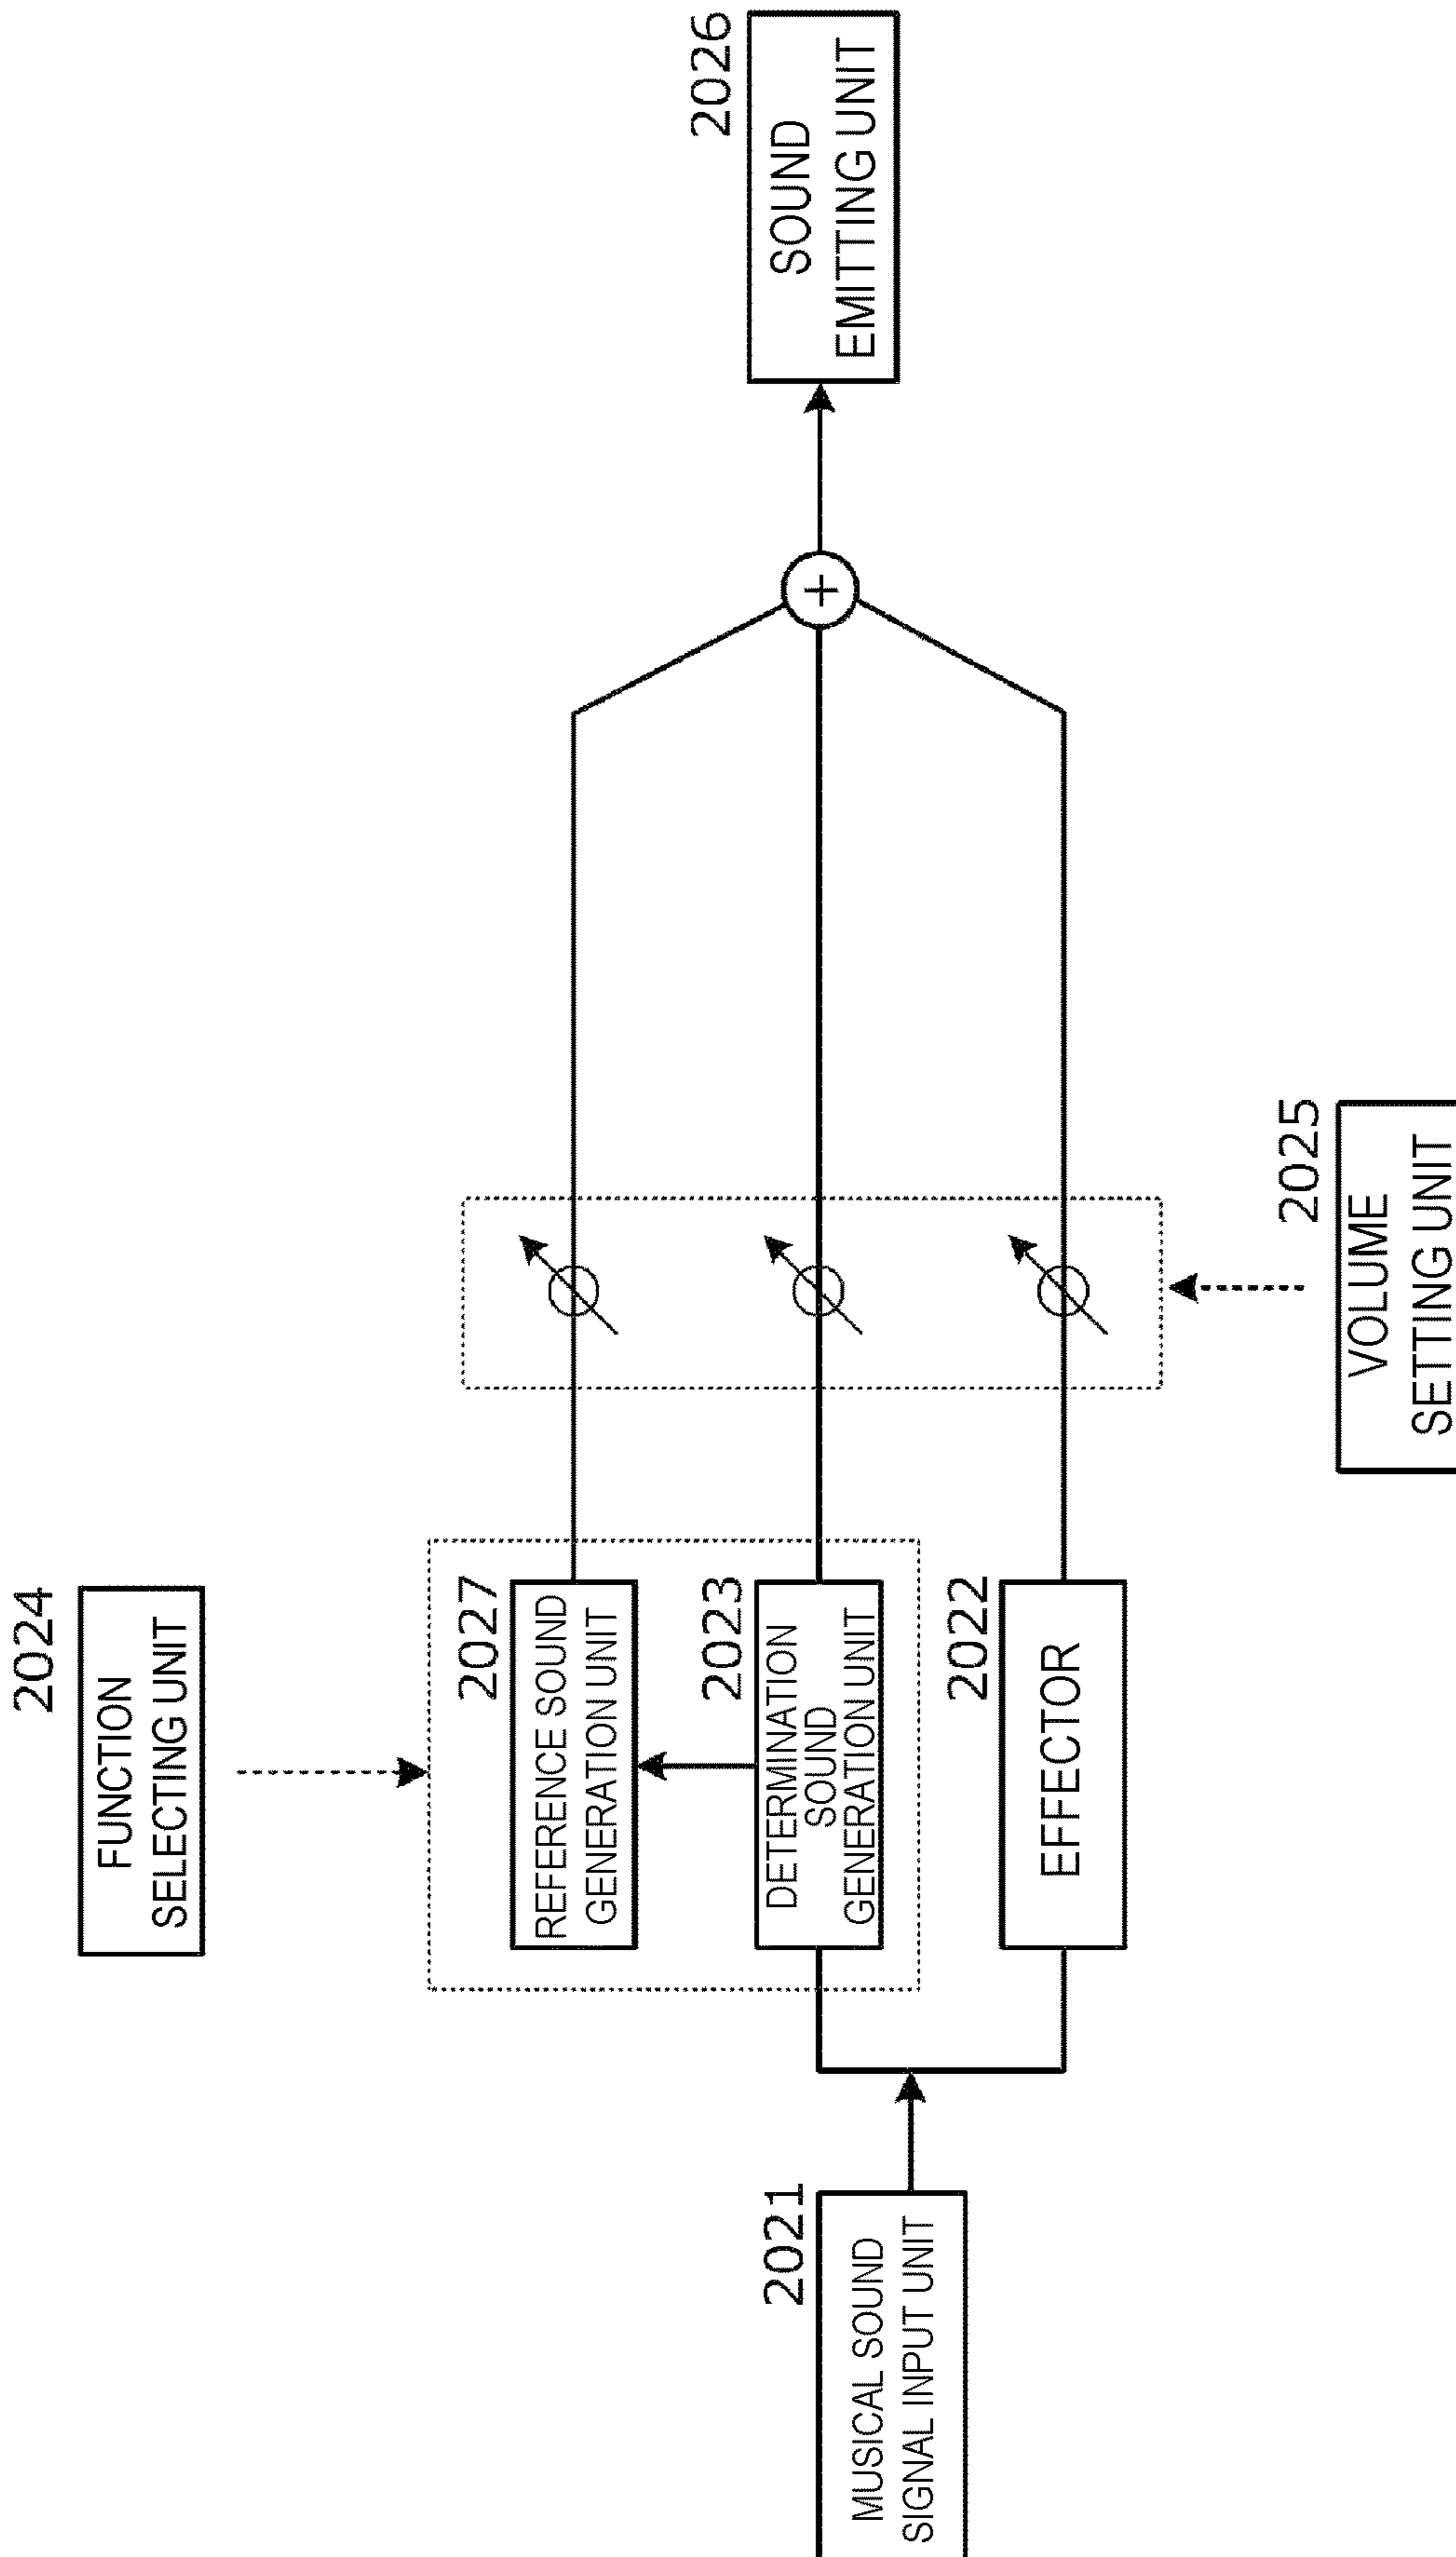 2024
FUNCTION
SELECTING UNIT
2027
REFERENCE SOUND
GENERATION UNIT
2023
DETERMINATION
SOUND
GENERATION UNIT
2022
EFFECTOR
2021
MUSICAL SOUND
SIGNAL INPUT UNIT
2025
VOLUME
SETTING UNIT
+
2026
SOUND
EMITTING UNIT